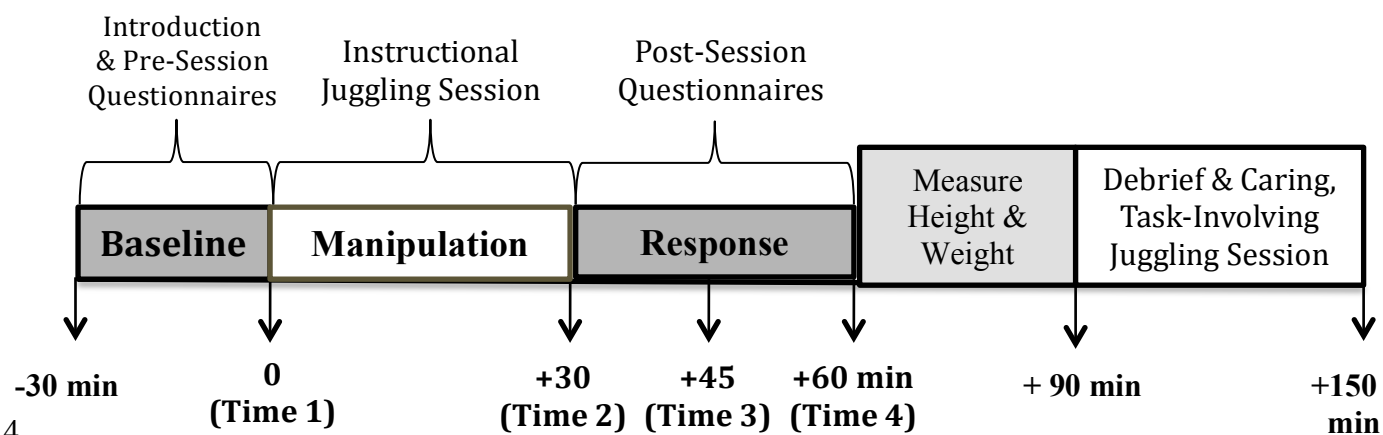 Introduction
& Pre-Session
Questionnaires
Instructional
Juggling Session
Post-Session
Questionnaires
Baseline
Manipulation
Response
Measure
Height &
Weight
Debrief & Caring,
Task-Involving
Juggling Session
-30 min
0
(Time 1)
+30
(Time 2)
+45
(Time 3)
+60 min
(Time 4)
+ 90 min
+150
min
4